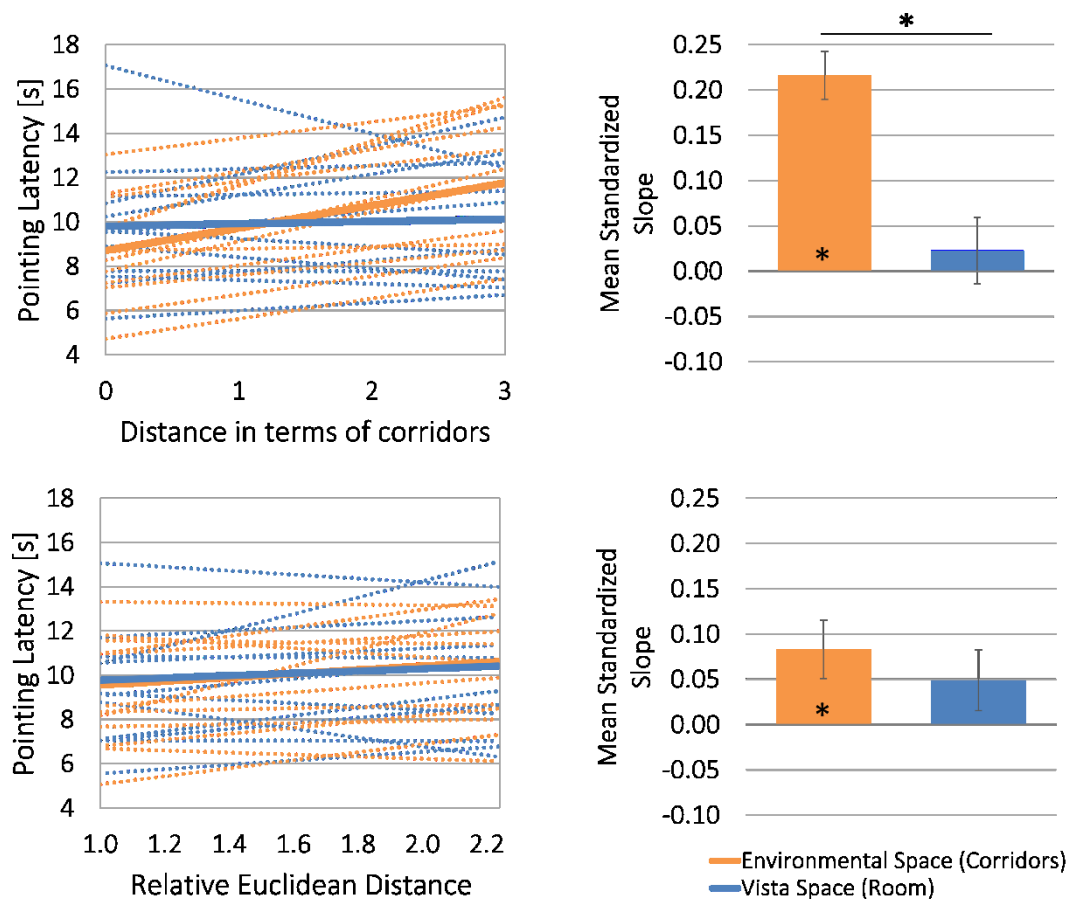 18
16
14
12
10
8
6
4
Pointing Latency [s]
0 1 2 3
Distance in terms of corridors
*
0.25
0.20
0.15
0.10
0.05
0.00
-0.05
-0.10
Mean Standardized
Slope
*
18
16
14
12
10
8
6
4
Pointing Latency [s]
1.0 1.2 1.4 1.6 1.8 2.0 2.2
Relative Euclidean Distance
0.25
0.20
0.15
0.10
0.05
0.00
-0.05
-0.10
Mean Standardized
Slope
*
Environmental Space (Corridors)
Vista Space (Room)